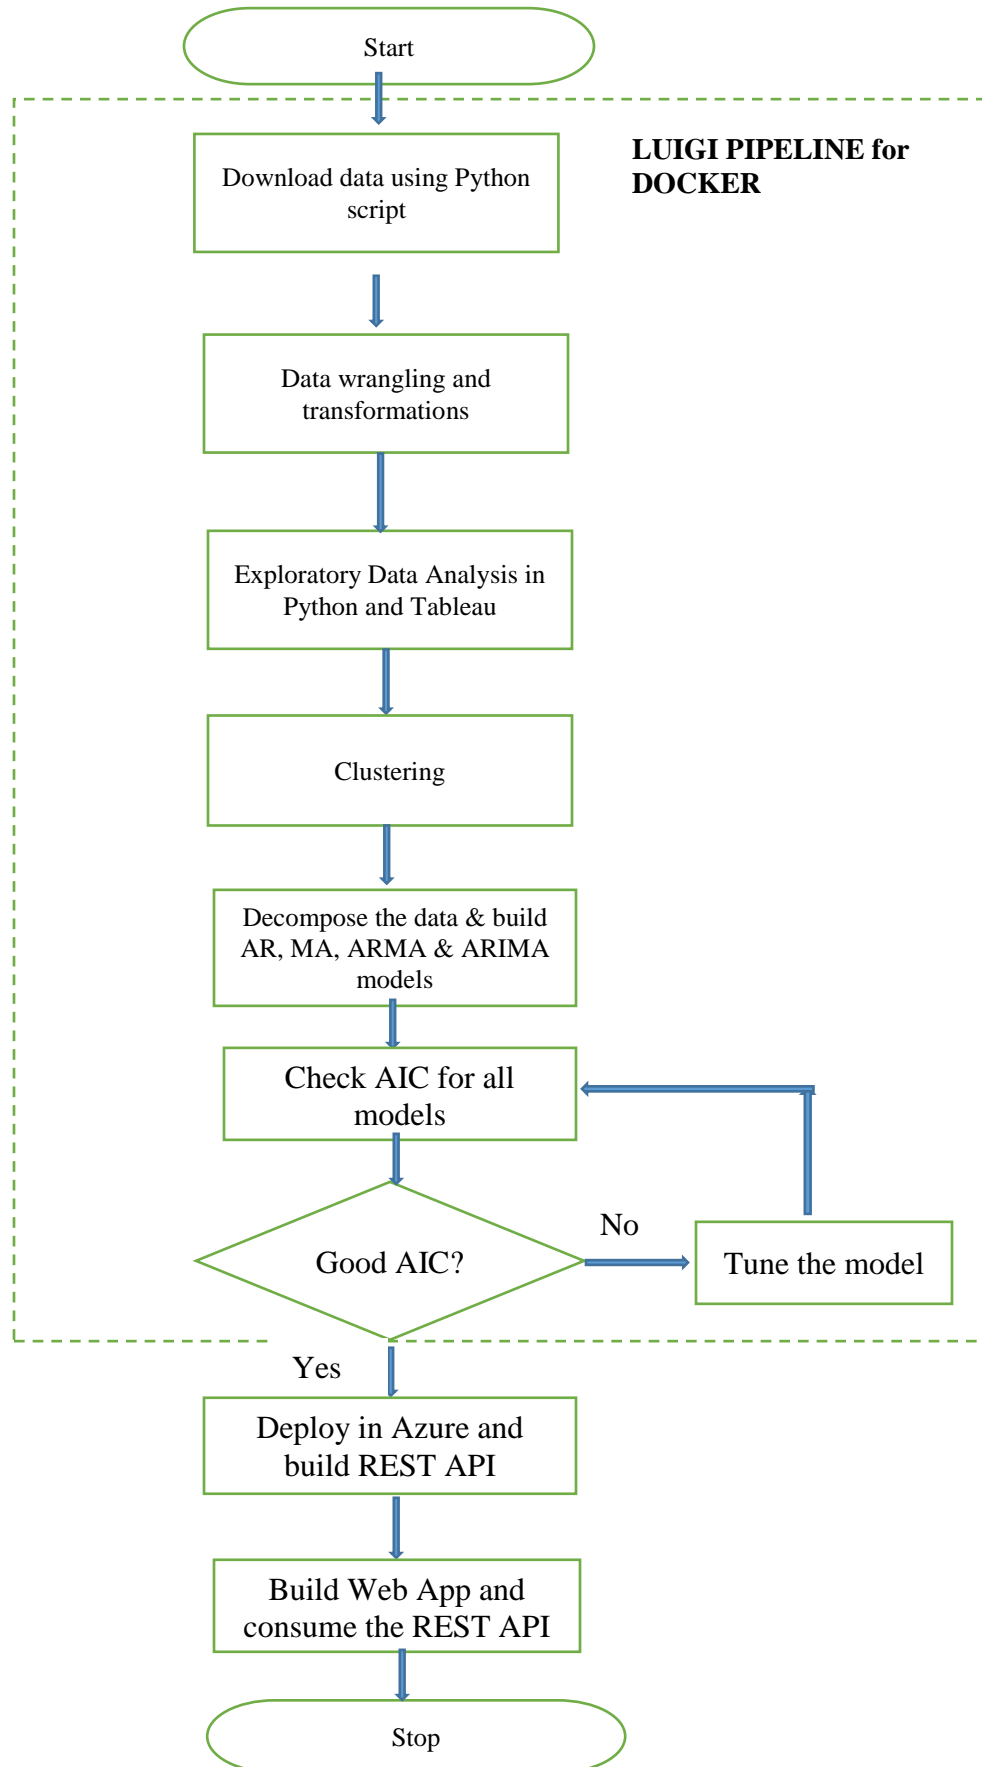 Start
LUIGI PIPELINE for
DOCKER
Download data using Python
script
Data wrangling and
transformations
Exploratory Data Analysis in
Python and Tableau
Clustering
Decompose the data & build
AR, MA, ARMA & ARIMA
models
Check AIC for all
models
Good AIC?
No
Tune the model
Yes
Deploy in Azure and
build REST API
Build Web App and
consume the REST API
Stop